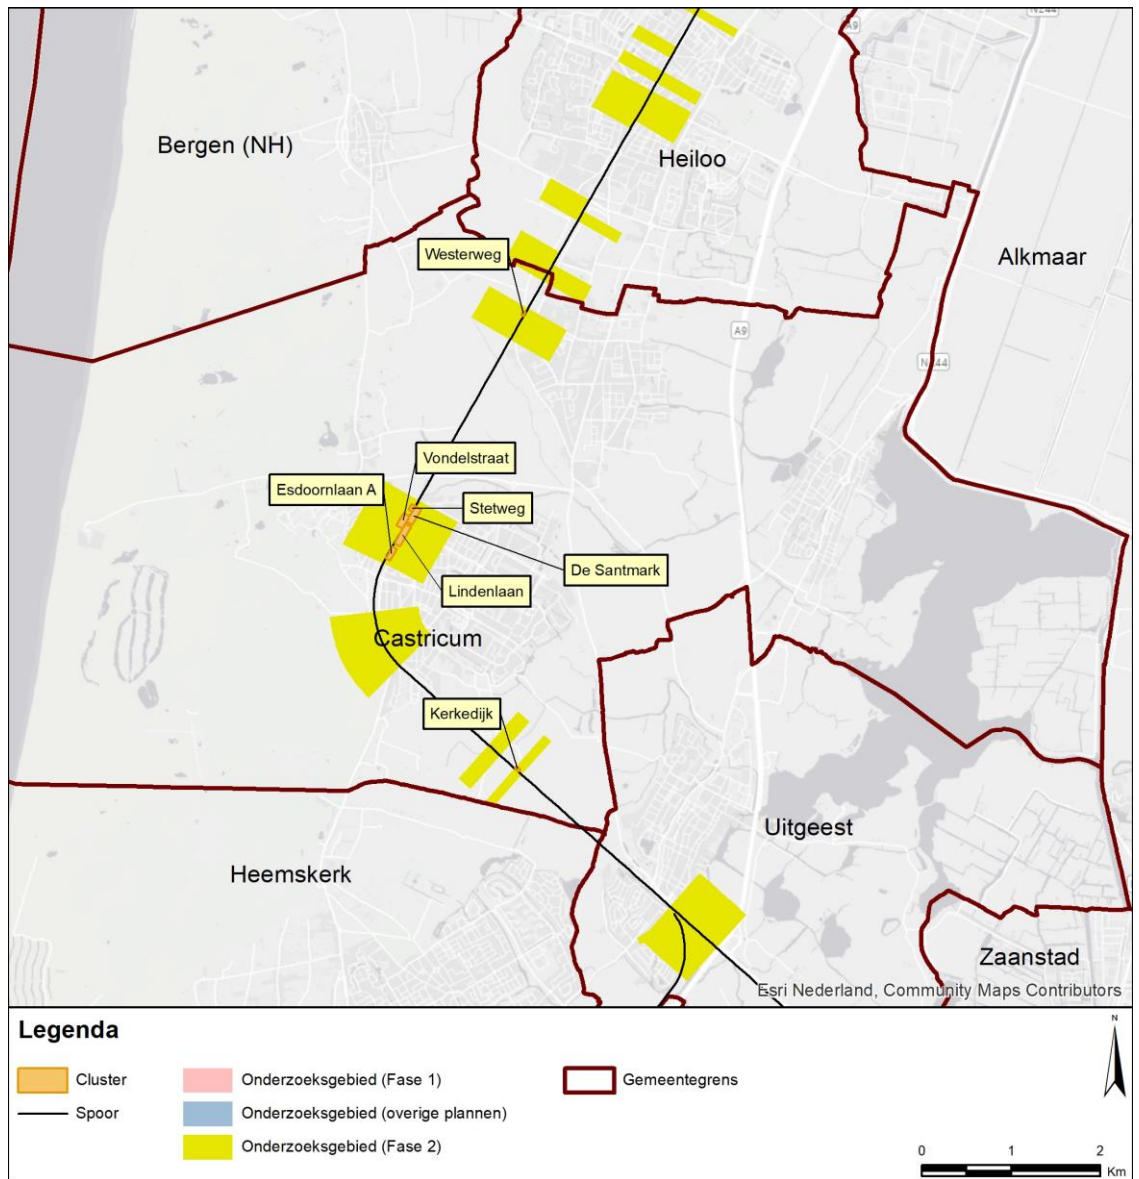 N244
A9
Bergen (NH)
Heiloo
Westerweg
Alkmaar
A9
N244
Vondelstraat
Esdoornlaan A
Stetweg
De Santmark
Lindenlaan
Castricum
Kerkedijk
Uitgeest
Heemskerk
Zaanstad
Esri Nederland, Community Maps Contributors
Legenda
N
Cluster
Onderzoeksgebied (Fase 1)
Gemeentegrens
Spoor
Onderzoeksgebied (overige plannen)
Onderzoeksgebied (Fase 2)
0 1 2
Km